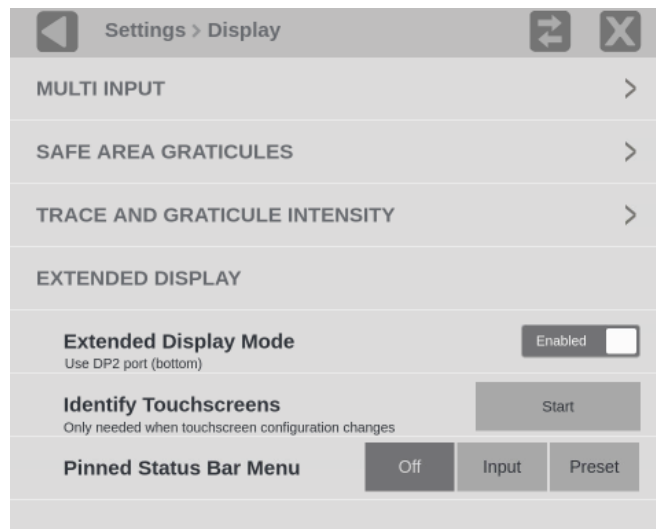 Settings > Display
MULTI INPUT
SAFE AREA GRATICULES
TRACE AND GRATICULE INTENSITY
EXTENDED DISPLAY
Extended Display Mode
Enabled
Use DP2 port (bottom)
Identify Touchscreens
Start
Only needed when touchscreen configuration changes
Pinned Status Bar Menu Off Input Preset